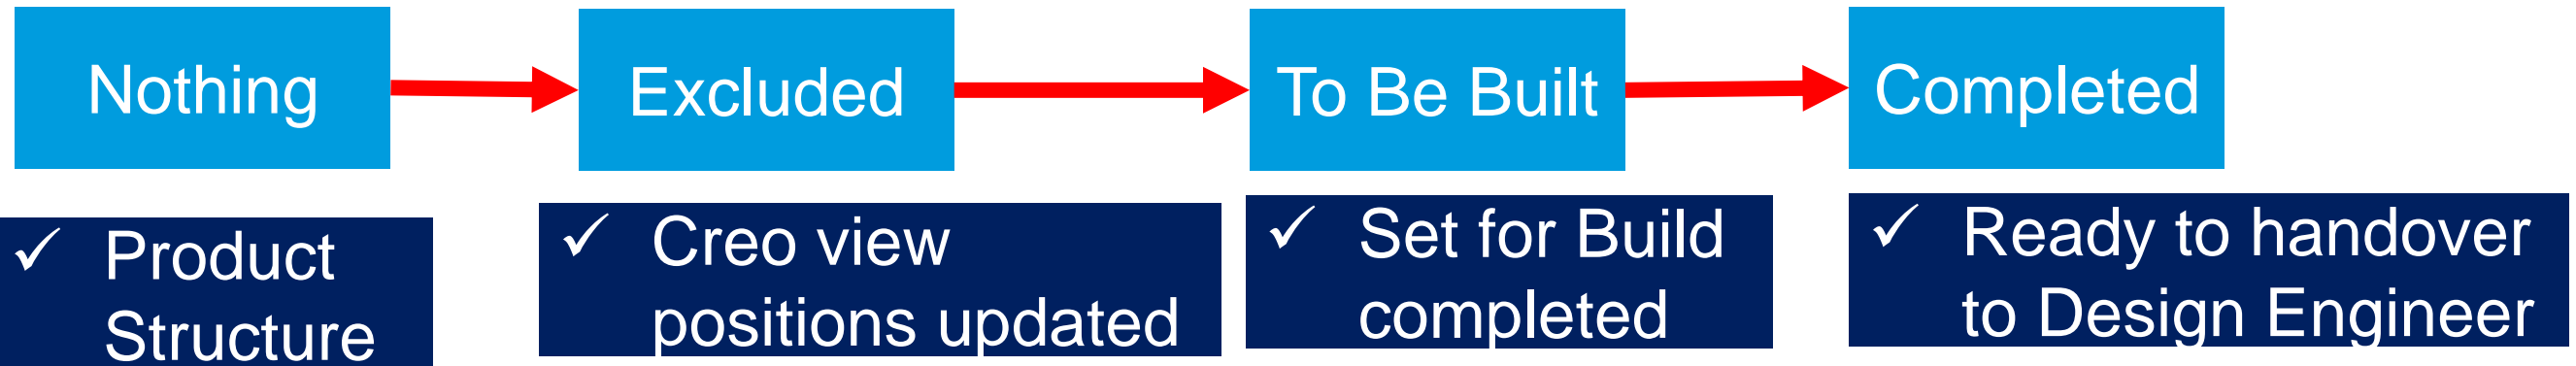 Nothing
Excluded
To Be Built
Completed
✓ Product
Structure
✓ Creo view
positions updated
✓ Set for Build
completed
✓ Ready to handover
to Design Engineer